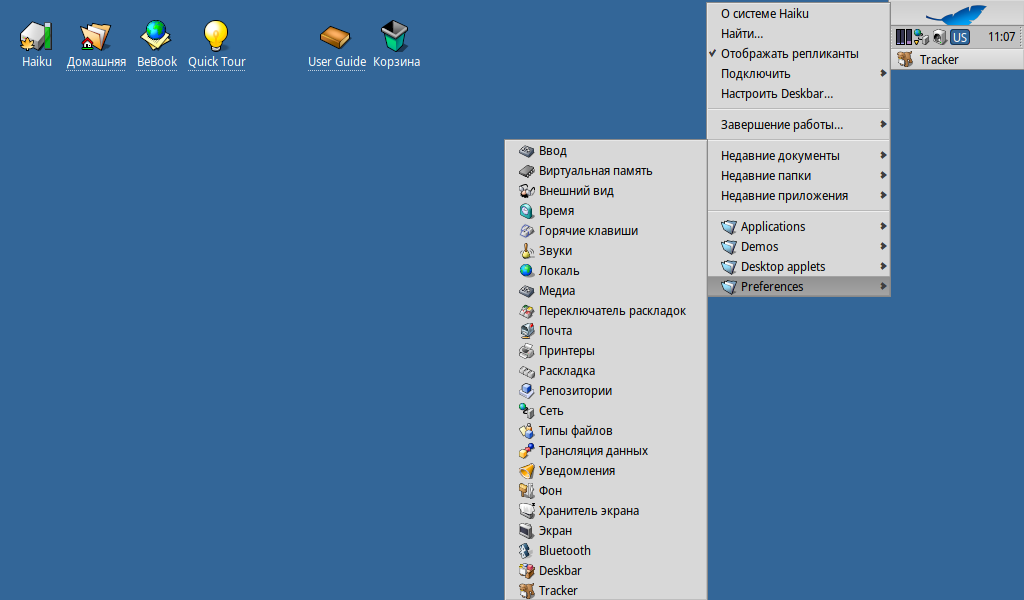 Haiku
Домашняя
BeBook
Quick Tour
User Guide
Корзина
О системе Haiku
Найти...
Отображать репликанты
Подключить
Настроить Deskbar...
Завершение работы...
Недавние документы
Недавние папки
Недавние приложения
Applications
Demos
Desktop applets
Preferences
US
11:07
Tracker
Ввод
Виртуальная память
Внешний вид
Время
Горячие клавиши
Звуки
Локаль
Медиа
Переключатель раскладок
Почта
Принтеры
Раскладка
Репозитории
Сеть
Типы файлов
Трансляция данных
Уведомления
Фон
Хранитель экрана
Экран
Bluetooth
Deskbar
Tracker